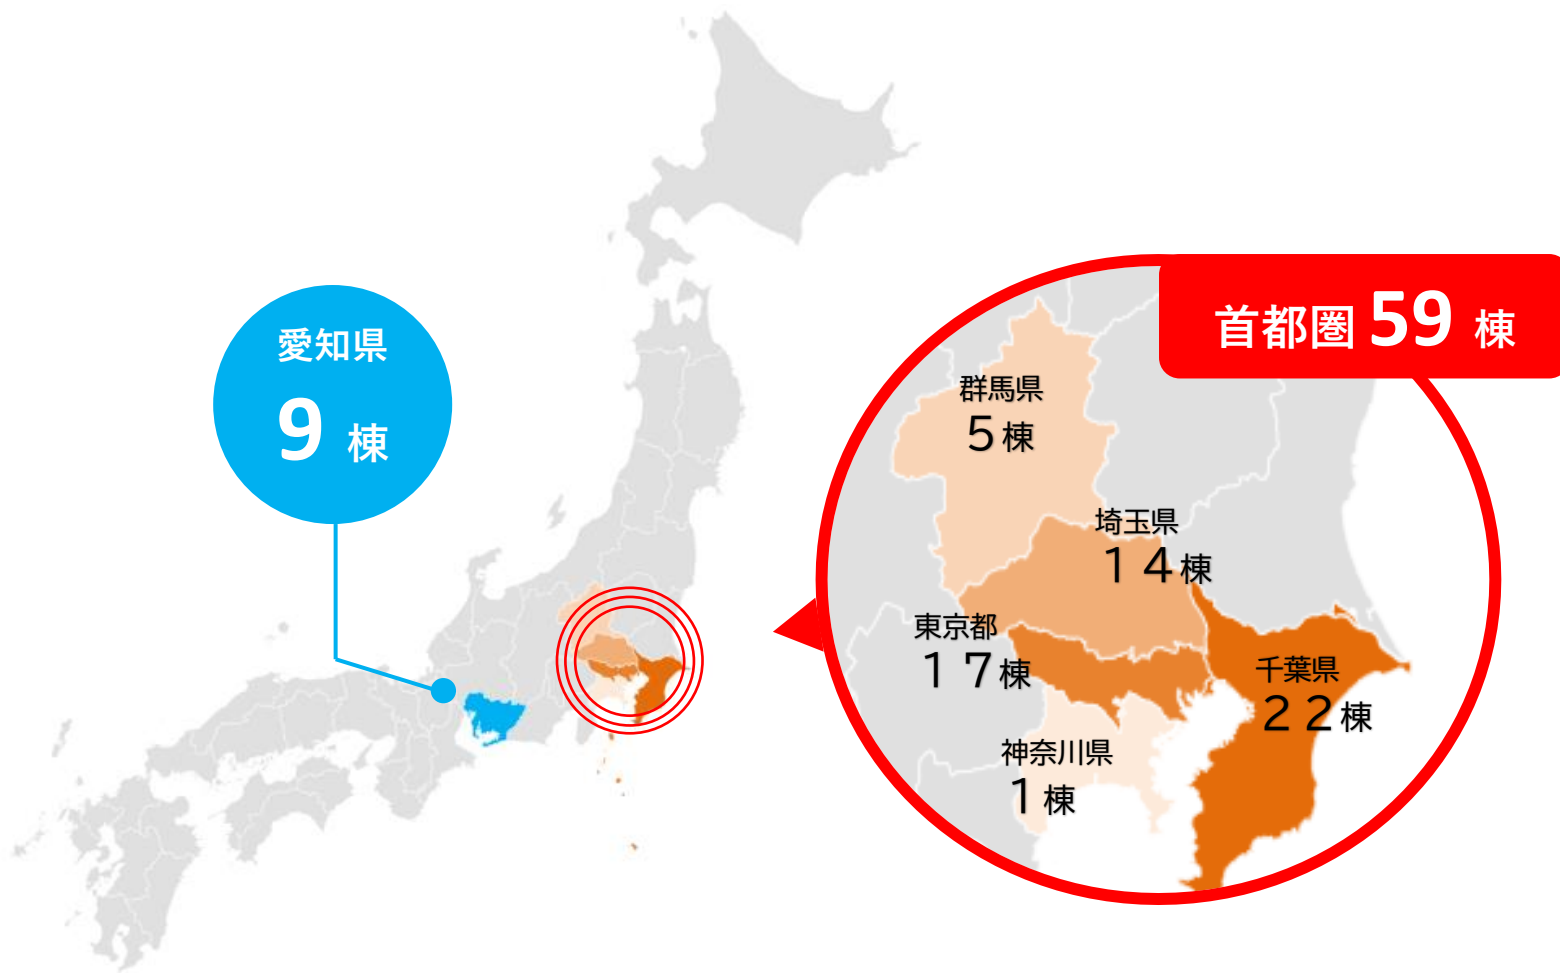 愛知県
9 棟
首都圏 59 棟
群馬県
5棟
埼玉県
14棟
東京都
17棟
千葉県
22棟
神奈川県
1棟